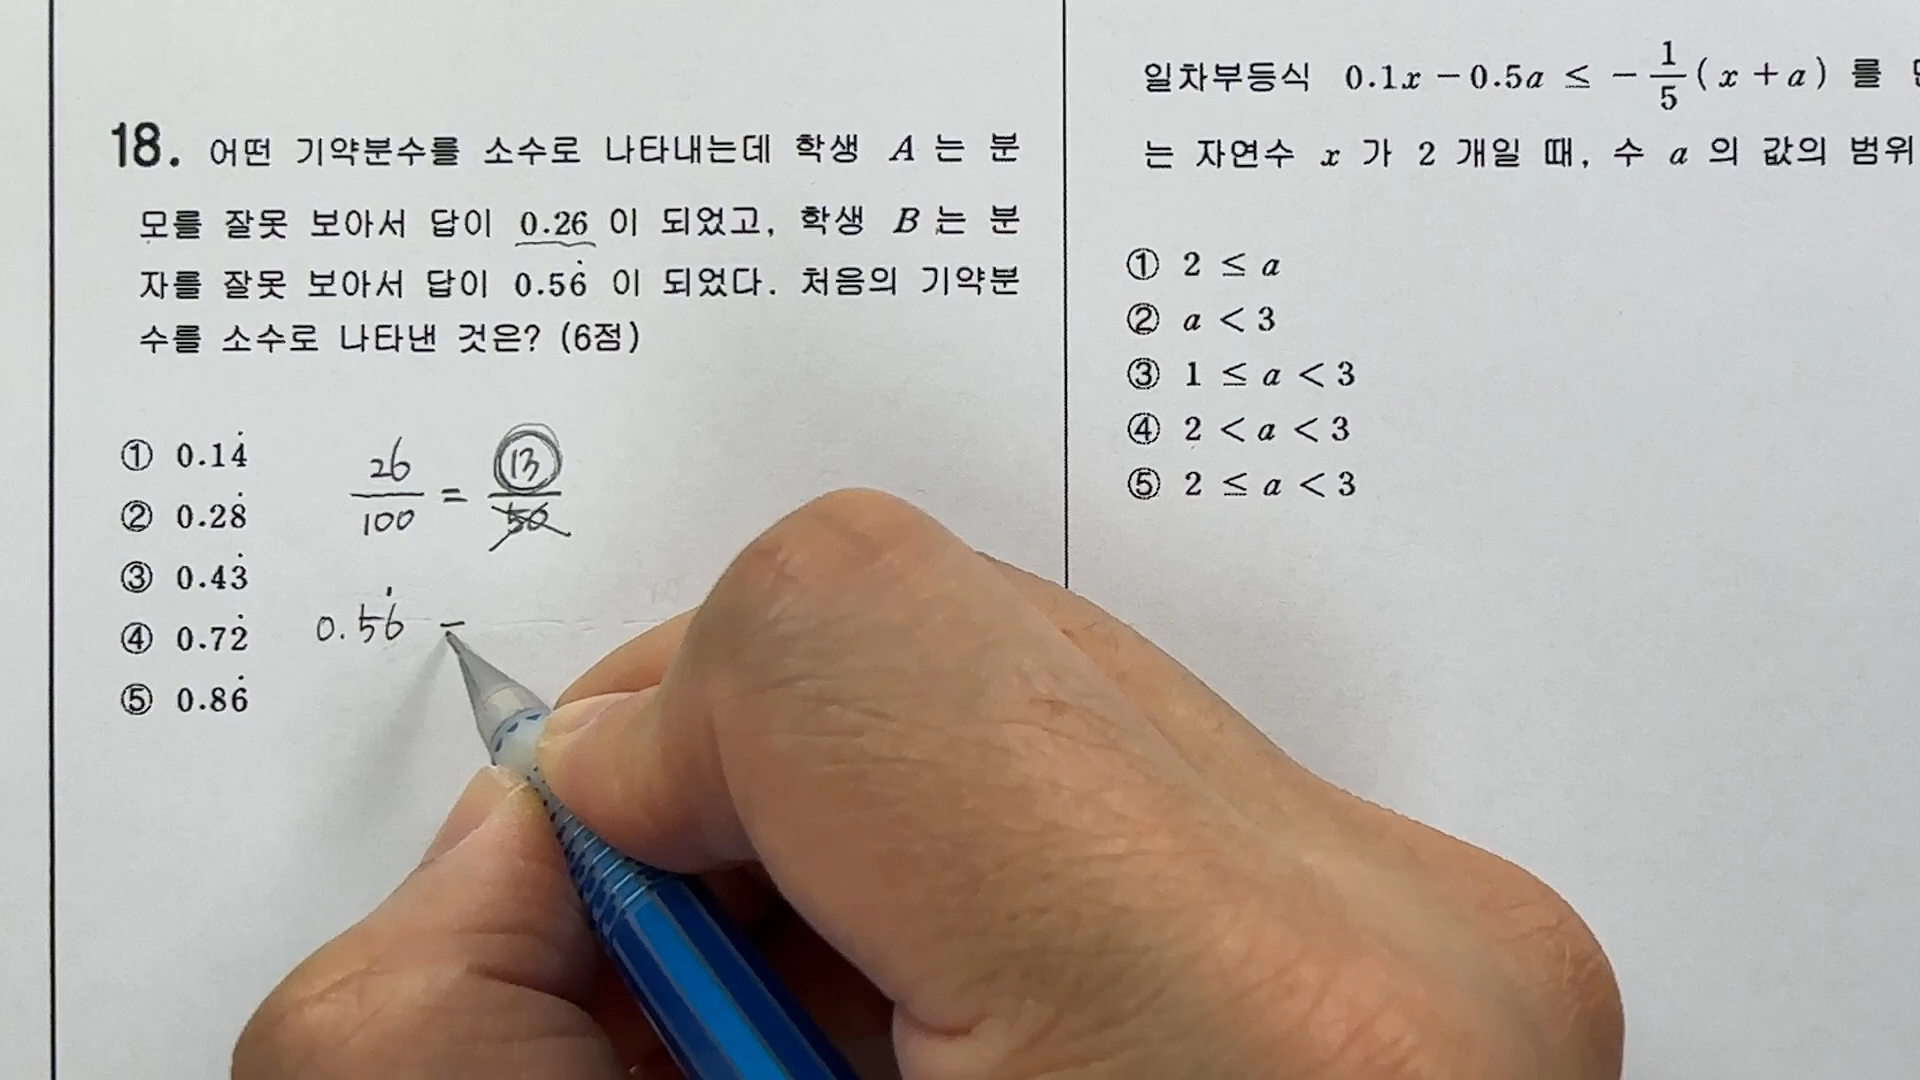 18. 어떤 기약분수를 소수로 나타내는데 학생 A 는 분
모를 잘못 보아서 답이 0.26 이 되었고, 학생 B 는 분
자를 잘못 보아서 답이 0.56̇ 이 되었다. 처음의 기약분
수를 소수로 나타낸 것은? (6점)
① 0.14̇
② 0.28̇
③ 0.43̇
④ 0.72̇
⑤ 0.86̇
26/100 = 13/50
0.56̇ =
일차부등식 0.1x - 0.5a ≤ - 1/5 ( x + a ) 를
는 자연수 x 가 2 개일 때, 수 a 의 값의 범위
① 2 ≤ a
② a < 3
③ 1 ≤ a < 3
④ 2 < a < 3
⑤ 2 ≤ a < 3